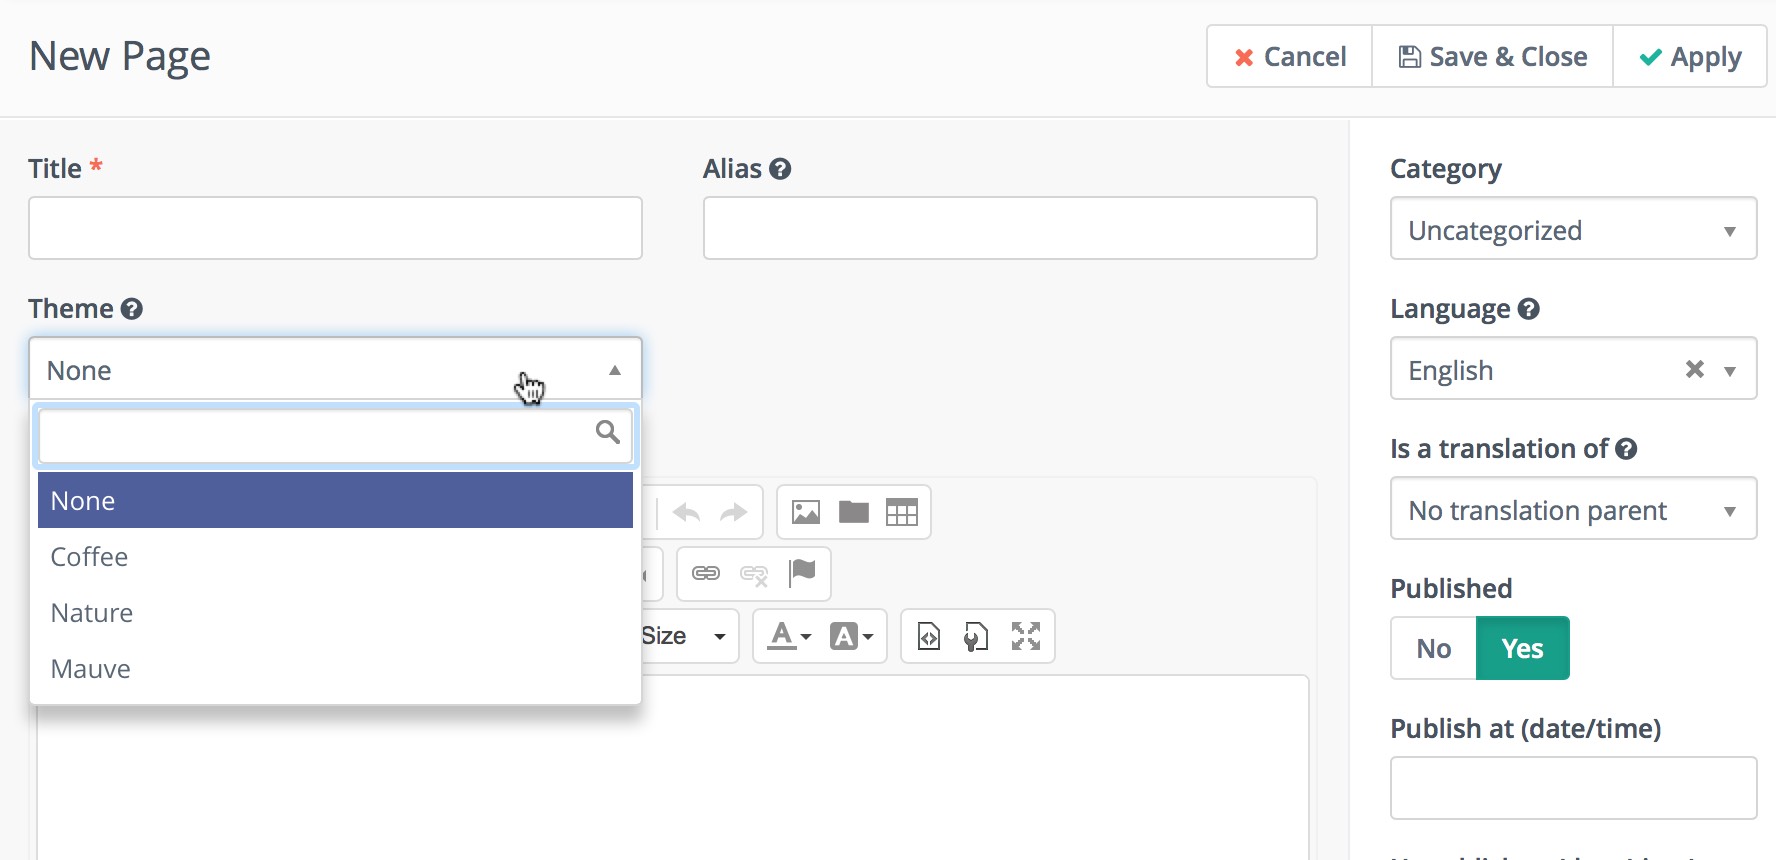 New Page
Cancel
Save & Close
Apply
Title *
Alias
Theme
None
None
Coffee
Nature
Mauve
Size
A
A
Category
Uncategorized
Language
English
Is a translation of
No translation parent
Published
No
Yes
Publish at (date/time)